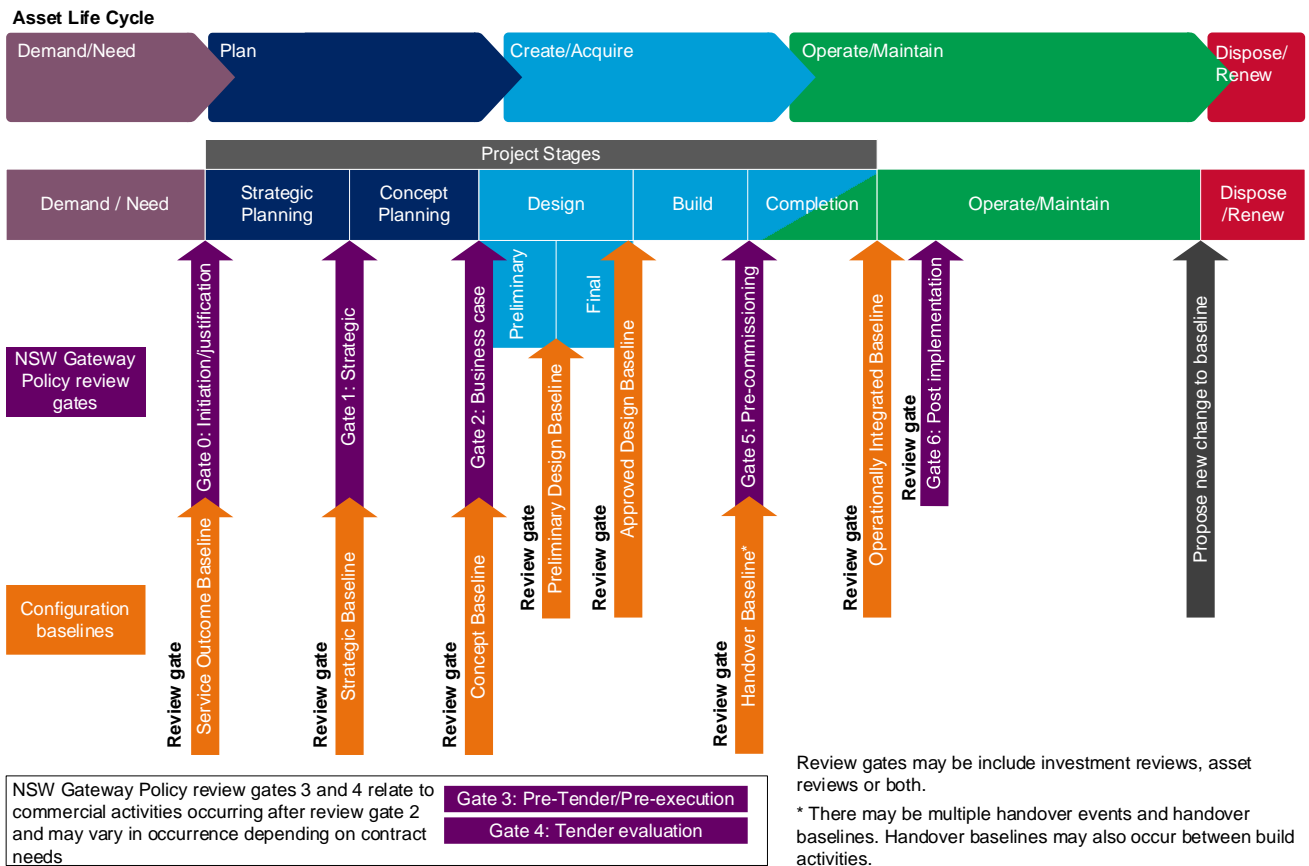 Asset Life Cycle
Demand/Need
Plan
Create/Acquire
Operate/Maintain
Dispose/
Renew
Project Stages
Demand / Need
Strategic
Planning
Concept
Planning
Design
Build
Completion
Operate/Maintain
Dispose
/Renew
Preliminary
Final
NSW Gateway
Policy review
gates
Gate 0: Initiation/justification
Gate 1: Strategic
Gate 2: Business case
Gate 5: Pre-commissioning
Review gate
Gate 6: Post implementation
Configuration
baselines
Review gate
Service Outcome Baseline
Review gate
Strategic Baseline
Review gate
Concept Baseline
Review gate
Preliminary Design Baseline
Review gate
Approved Design Baseline
Review gate
Handover Baseline*
Review gate
Operationally Integrated Baseline
Propose new change to baseline
NSW Gateway Policy review gates 3 and 4 relate to
commercial activities occurring after review gate 2
and may vary in occurrence depending on contract
needs
Gate 3: Pre-Tender/Pre-execution
Gate 4: Tender evaluation
Review gates may be include investment reviews, asset
reviews or both.
* There may be multiple handover events and handover
baselines. Handover baselines may also occur between build
activities.